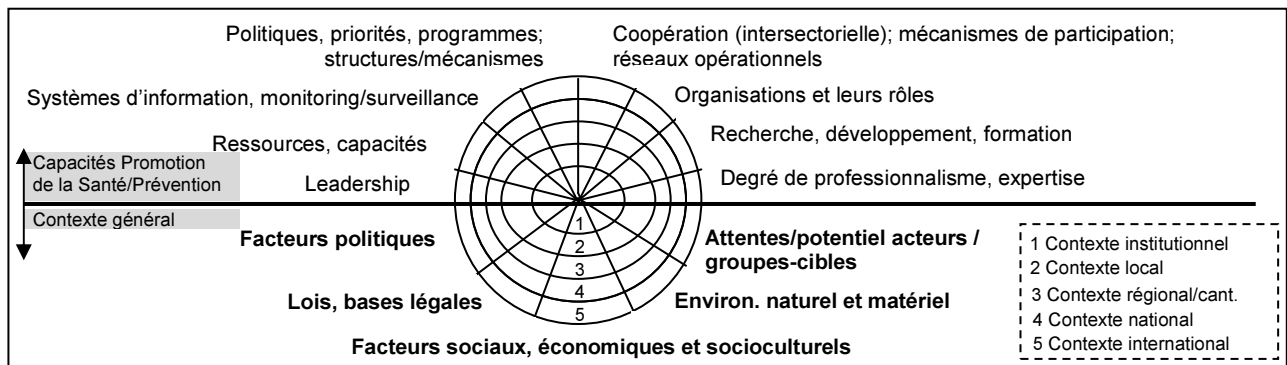 Politiques, priorités, programmes;
structures/mécanismes
Coopération (intersectorielle); mécanismes de participation;
réseaux opérationnels
Systèmes d’information, monitoring/surveillance
Organisations et leurs rôles
Ressources, capacités
Recherche, développement, formation
Capacités Promotion
de la Santé/Prévention
Leadership
Degré de professionnalisme, expertise
Contexte général
Facteurs politiques
Attentes/potentiel acteurs /
groupes-cibles
Lois, bases légales
Environ. naturel et matériel
Facteurs sociaux, économiques et socioculturels
1
2
3
4
5
1 Contexte institutionnel
2 Contexte local
3 Contexte régional/cant.
4 Contexte national
5 Contexte international